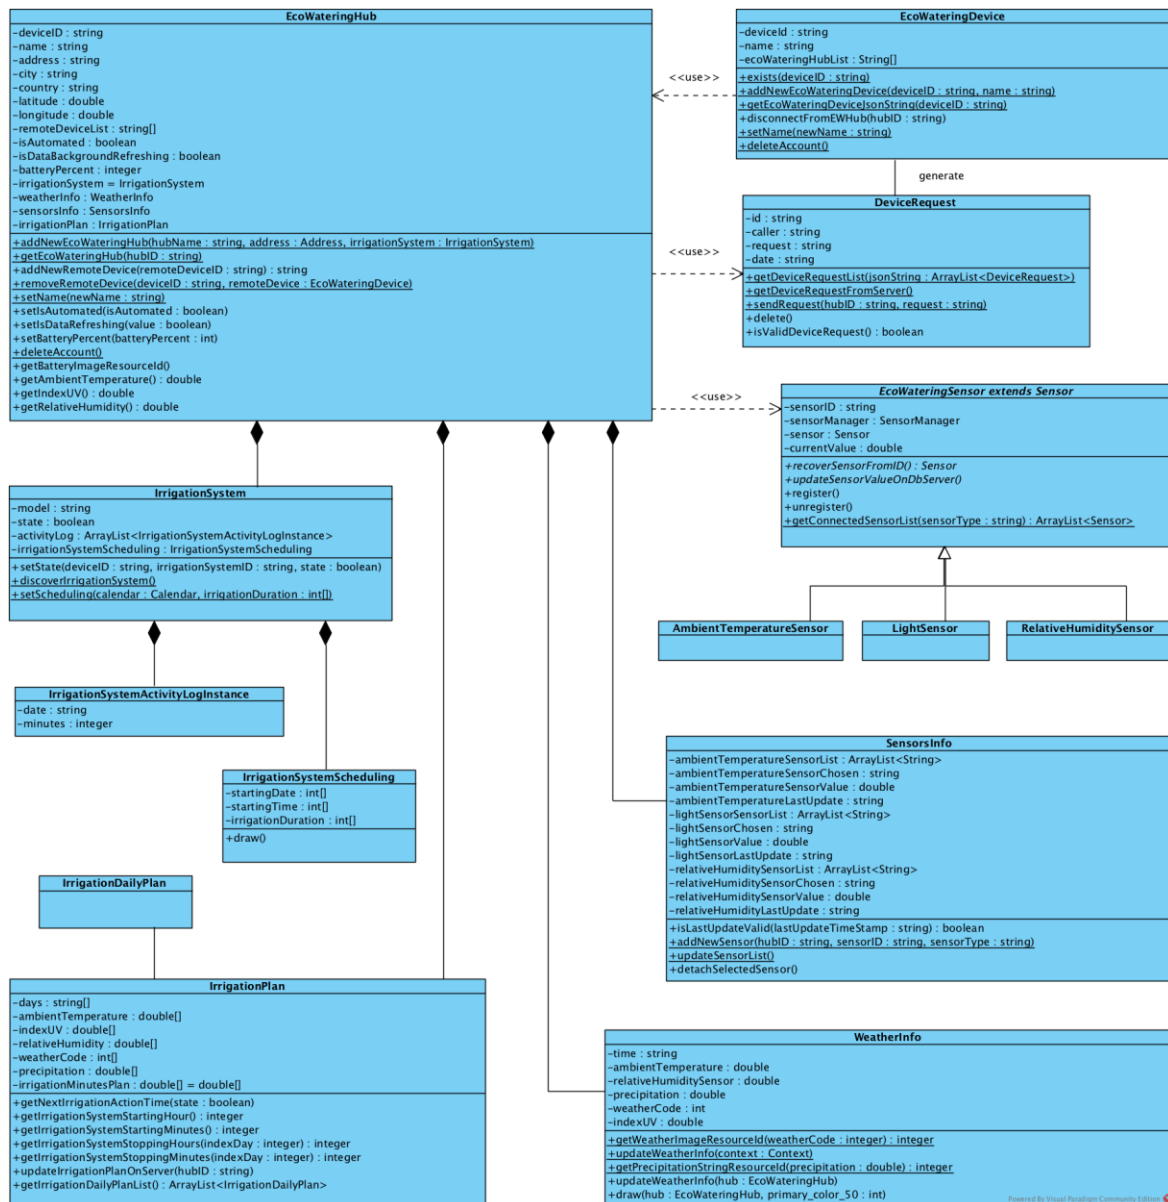 EcoWateringHub
-deviceID : string
-name : string
-address : string
-city : string
-country : string
-latitude : double
-longitude : double
-remoteDeviceList : string[]
-isAutomated : boolean
-isDataBackgroundRefreshing : boolean
-batteryPercent : integer
-irrigationSystem = IrrigationSystem
-weatherInfo : WeatherInfo
-sensorsInfo : SensorsInfo
-irrigationPlan : IrrigationPlan
+addNewEcoWateringHub(hubName : string, address : Address, irrigationSystem : IrrigationSystem)
+getEcoWateringHub(hubID : string)
+addNewRemoteDevice(remoteDeviceID : string) : string
+removeRemoteDevice(deviceID : string, remoteDevice : EcoWateringDevice)
+setName(newName : string)
+setIsAutomated(isAutomated : boolean)
+setIsDataRefreshing(value : boolean)
+setBatteryPercent(batteryPercent : int)
+deleteAccount()
+getBatteryImageResourceId()
+getAmbientTemperature() : double
+getIndexUV() : double
+getRelativeHumidity() : double
<<use>>
<<use>>
<<use>>
EcoWateringDevice
-deviceId : string
-name : string
-ecoWateringHubList : String[]
+exists(deviceID : string)
+addNewEcoWateringDevice(deviceID : string, name : string)
+getEcoWateringDeviceJsonString(deviceID : string)
+disconnectFromEWHub(hubID : string)
+setName(newName : string)
+deleteAccount()
generate
DeviceRequest
-id : string
-caller : string
-request : string
-date : string
+getDeviceRequestList(jsonString : ArrayList<DeviceRequest>)
+getDeviceRequestFromServer()
+sendRequest(hubID : string, request : string)
+delete()
+isValidDeviceRequest() : boolean
EcoWateringSensor extends Sensor
-sensorID : string
-sensorManager : SensorManager
-sensor : Sensor
-currentValue : double
+recoverSensorFromID() : Sensor
+updateSensorValueOnDbServer()
+register()
+unregister()
+getConnectedSensorList(sensorType : string) : ArrayList<Sensor>
AmbientTemperatureSensor
LightSensor
RelativeHumiditySensor
IrrigationSystem
-model : string
-state : boolean
-activityLog : ArrayList<IrrigationSystemActivityLogInstance>
-irrigationSystemScheduling : IrrigationSystemScheduling
+setState(deviceID : string, irrigationSystemID : string, state : boolean)
+discoverIrrigationSystem()
+setScheduling(calendar : Calendar, irrigationDuration : int[])
IrrigationSystemActivityLogInstance
-date : string
-minutes : integer
IrrigationSystemScheduling
-startingDate : int[]
-startingTime : int[]
-irrigationDuration : int[]
+draw()
IrrigationDailyPlan
IrrigationPlan
-days : string[]
-ambientTemperature : double[]
-indexUV : double[]
-relativeHumidity : double[]
-weatherCode : int[]
-precipitation : double[]
-irrigationMinutesPlan : double[] = double[]
+getNextIrrigationActionTime(state : boolean)
+getIrrigationSystemStartingHour() : integer
+getIrrigationSystemStartingMinutes() : integer
+getIrrigationSystemStoppingHours(indexDay : integer) : integer
+getIrrigationSystemStoppingMinutes(indexDay : integer) : integer
+updateIrrigationPlanOnServer(hubID : string)
+getIrrigationDailyPlanList() : ArrayList<IrrigationDailyPlan>
SensorsInfo
-ambientTemperatureSensorList : ArrayList<String>
-ambientTemperatureSensorChosen : string
-ambientTemperatureSensorValue : double
-ambientTemperatureLastUpdate : string
-lightSensorSensorList : ArrayList<String>
-lightSensorChosen : string
-lightSensorValue : double
-lightSensorLastUpdate : string
-relativeHumiditySensorList : ArrayList<String>
-relativeHumiditySensorChosen : string
-relativeHumiditySensorValue : double
-relativeHumidityLastUpdate : string
+isLastUpdateValid(lastUpdateTimeStamp : string) : boolean
+addNewSensor(hubID : string, sensorID : string, sensorType : string)
+updateSensorList()
+detachSelectedSensor()
WeatherInfo
-time : string
-ambientTemperature : double
-relativeHumiditySensor : double
-precipitation : double
-weatherCode : int
-indexUV : double
+getWeatherImageResourceId(weatherCode : integer) : integer
+updateWeatherInfo(context : Context)
+getPrecipitationStringResourceId(precipitation : double) : integer
+updateWeatherInfo(hub : EcoWateringHub)
+draw(hub : EcoWateringHub, primary_color_50 : int)
Powered By Visual Paradigm Community Edition